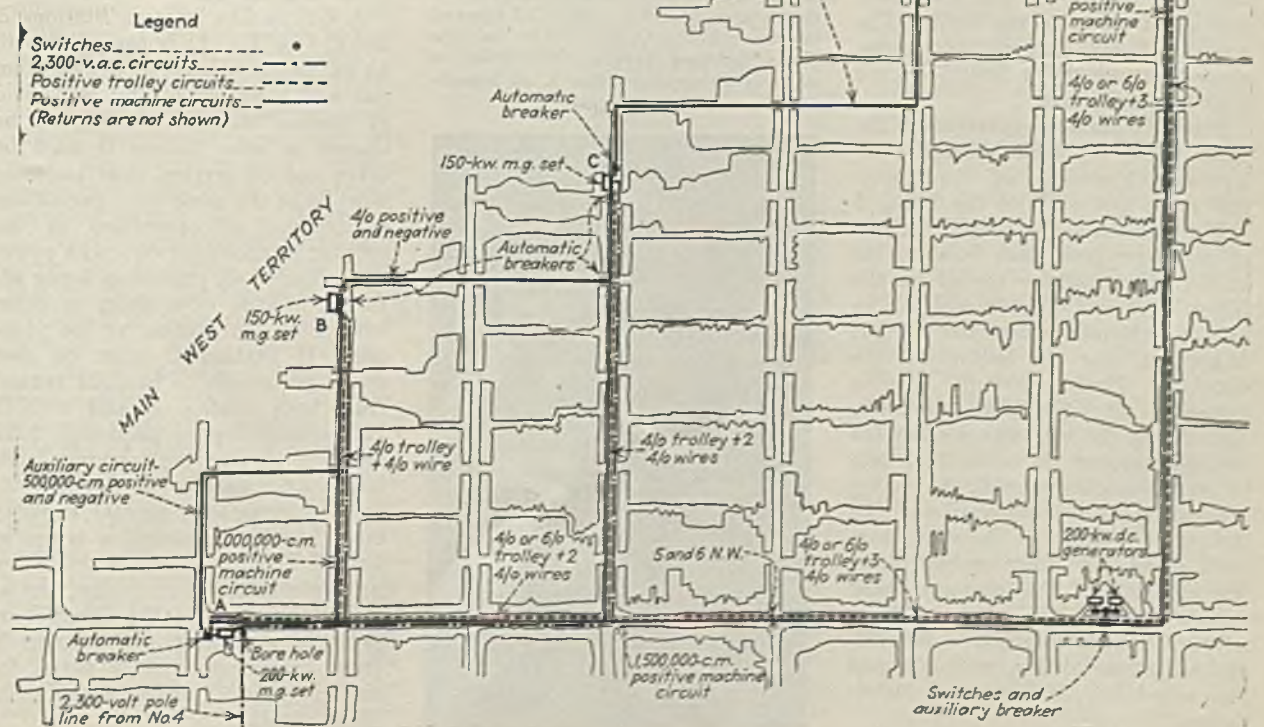 Legend
Switches
2,300-v.a.c. circuits
Positive trolley circuits
Positive machine circuits
(Returns are not shown)
positive
machine
circuit
4/0 or 6/0
trolley +3
4/0 wires
Automatic
breaker
150-kw. m.g. set
C
4/0 positive
and negative
Automatic
breakers
MAIN WEST TERRITORY
150-kw.
m.g. set
B
Auxiliary circuit-
500,000-c.m. positive
and negative
4/0 trolley
+ 4/0 wire
4/0 trolley +2
4/0 wires
1,000,000-c.m.
positive
machine
circuit
4/0 or 6/0
trolley +2
4/0 wires
5 and 6 N.W.
4/0 or 6/0
trolley +3
4/0 wires
200-kw. d.c.
generators
A
Automatic
breaker
Bore hole
200-kw.
m.g. set
2,300-volt pole
line from No.4
1,500,000-c.m.
positive machine
circuit
Switches and
auxiliary breaker